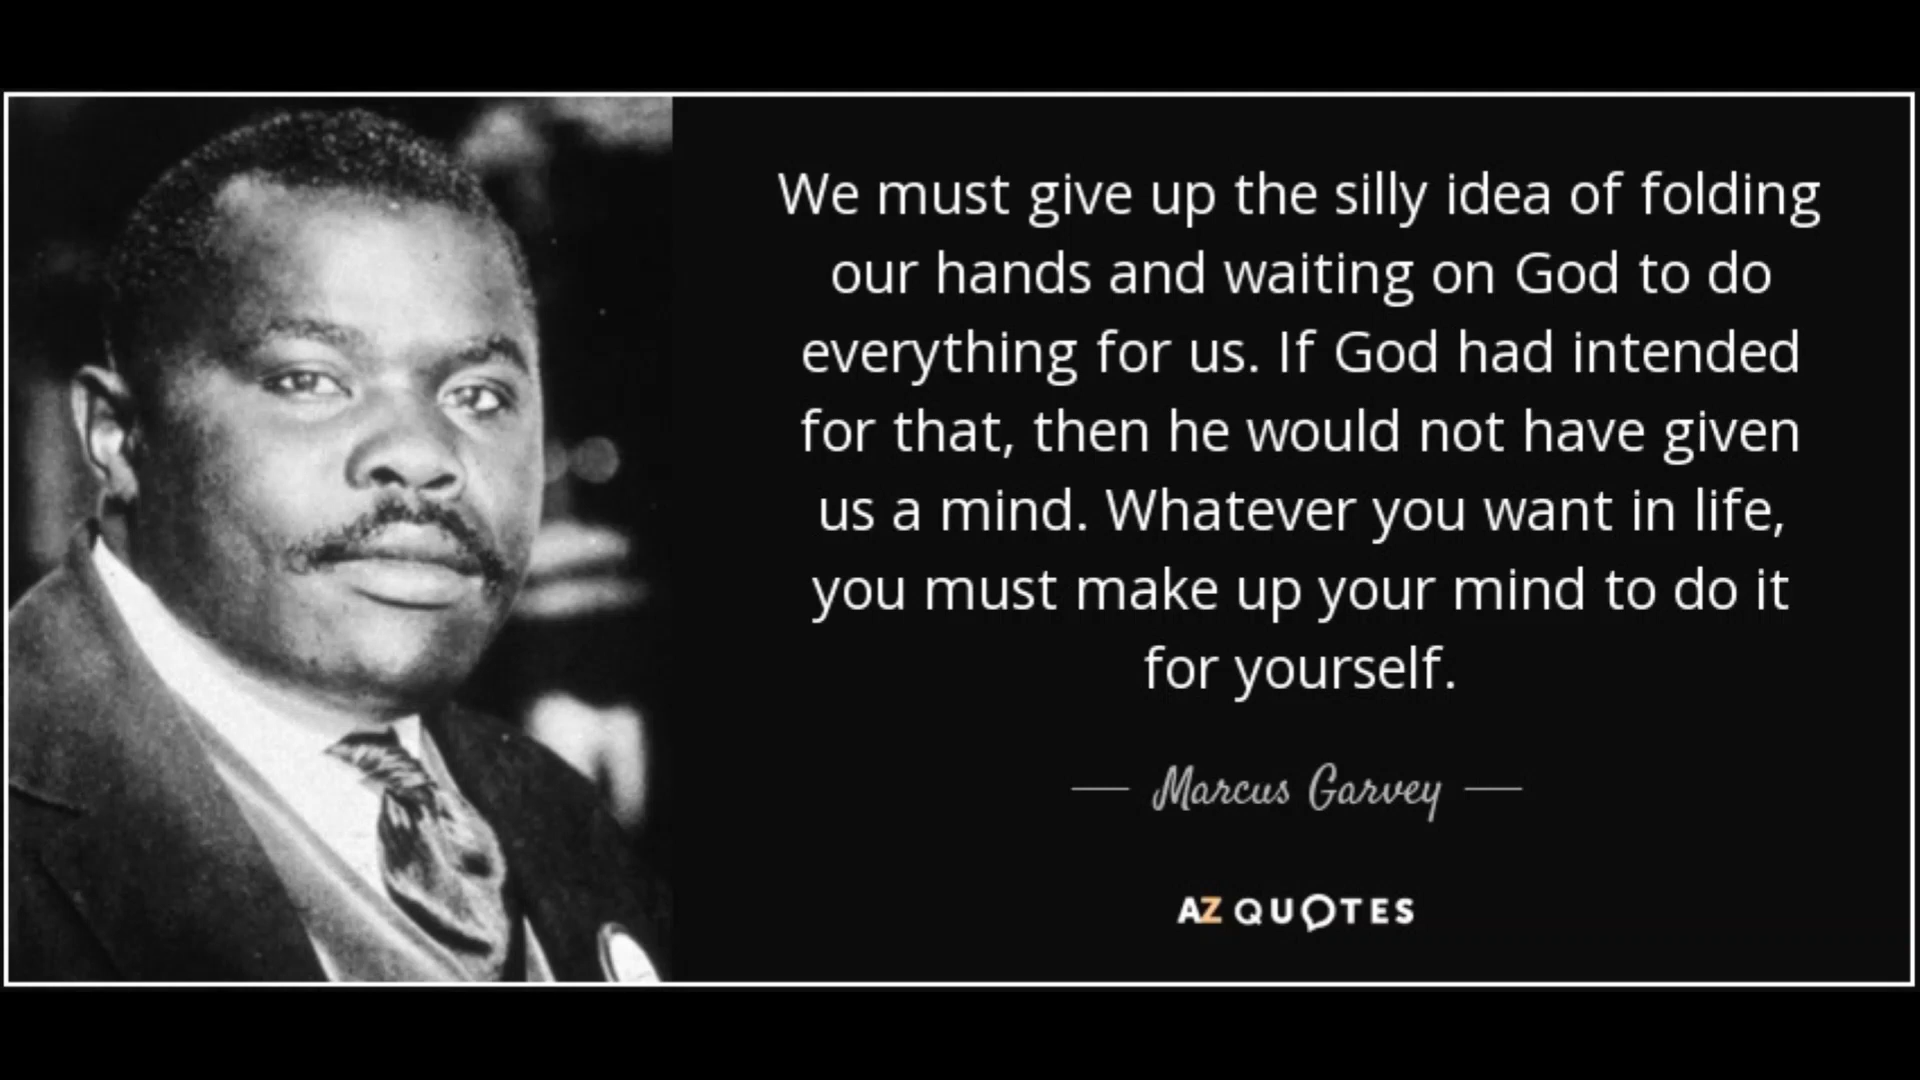 We must give up the silly idea of folding
our hands and waiting on God to do
everything for us. If God had intended
for that, then he would not have given
us a mind. Whatever you want in life,
you must make up your mind to do it
for yourself.
Marcus Garvey
AZ QUOTES